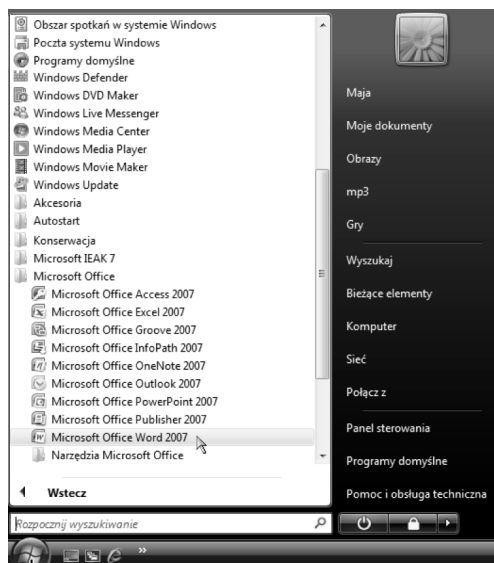 Obszar spotkań w systemie Windows
Poczta systemu Windows
Programy domyślne
Windows Defender
Windows DVD Maker
Windows Live Messenger
Windows Media Center
Windows Media Player
Windows Movie Maker
Windows Update
Akcesoria
Autostart
Konserwacja
Microsoft IEAK 7
Microsoft Office
Microsoft Office Access 2007
Microsoft Office Excel 2007
Microsoft Office Groove 2007
Microsoft Office InfoPath 2007
Microsoft Office OneNote 2007
Microsoft Office Outlook 2007
Microsoft Office PowerPoint 2007
Microsoft Office Publisher 2007
Microsoft Office Word 2007
Narzędzia Microsoft Office
Wstecz
Rozpocznij wyszukiwanie
Maja
Moje dokumenty
Obrazy
mp3
Gry
Wyszukaj
Bieżące elementy
Komputer
Sieć
Połącz z
Panel sterowania
Programy domyślne
Pomoc i obsługa techniczna